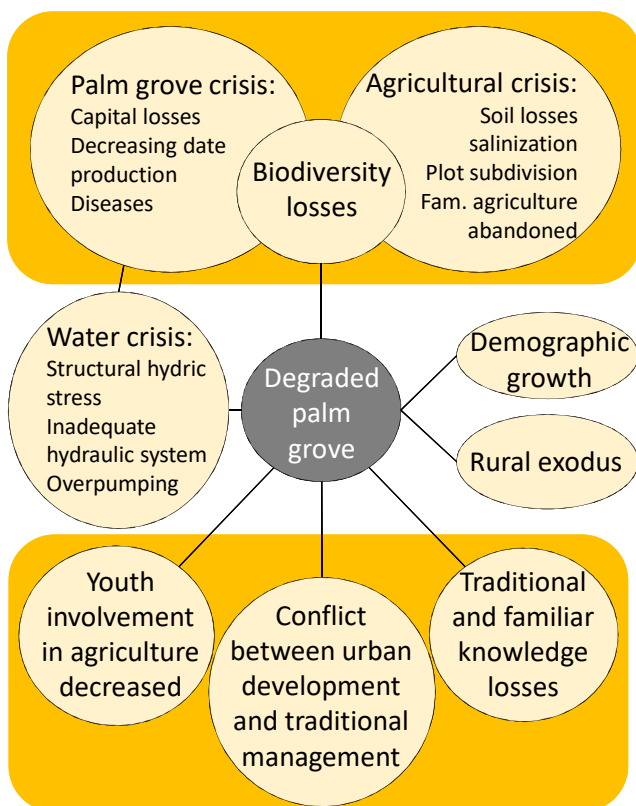 Palm grove crisis:
Capital losses
Decreasing date
production
Diseases
Agricultural crisis:
Soil losses
salinization
Plot subdivision
Fam. agriculture
abandoned
Biodiversity
losses
Water crisis:
Structural hydric
stress
Inadequate
hydraulic system
Overpumping
Degraded
palm
grove
Demographic
growth
Rural exodus
Youth
involvement
in agriculture
decreased
Conflict
between urban
development
and traditional
management
Traditional
and familiar
knowledge
losses